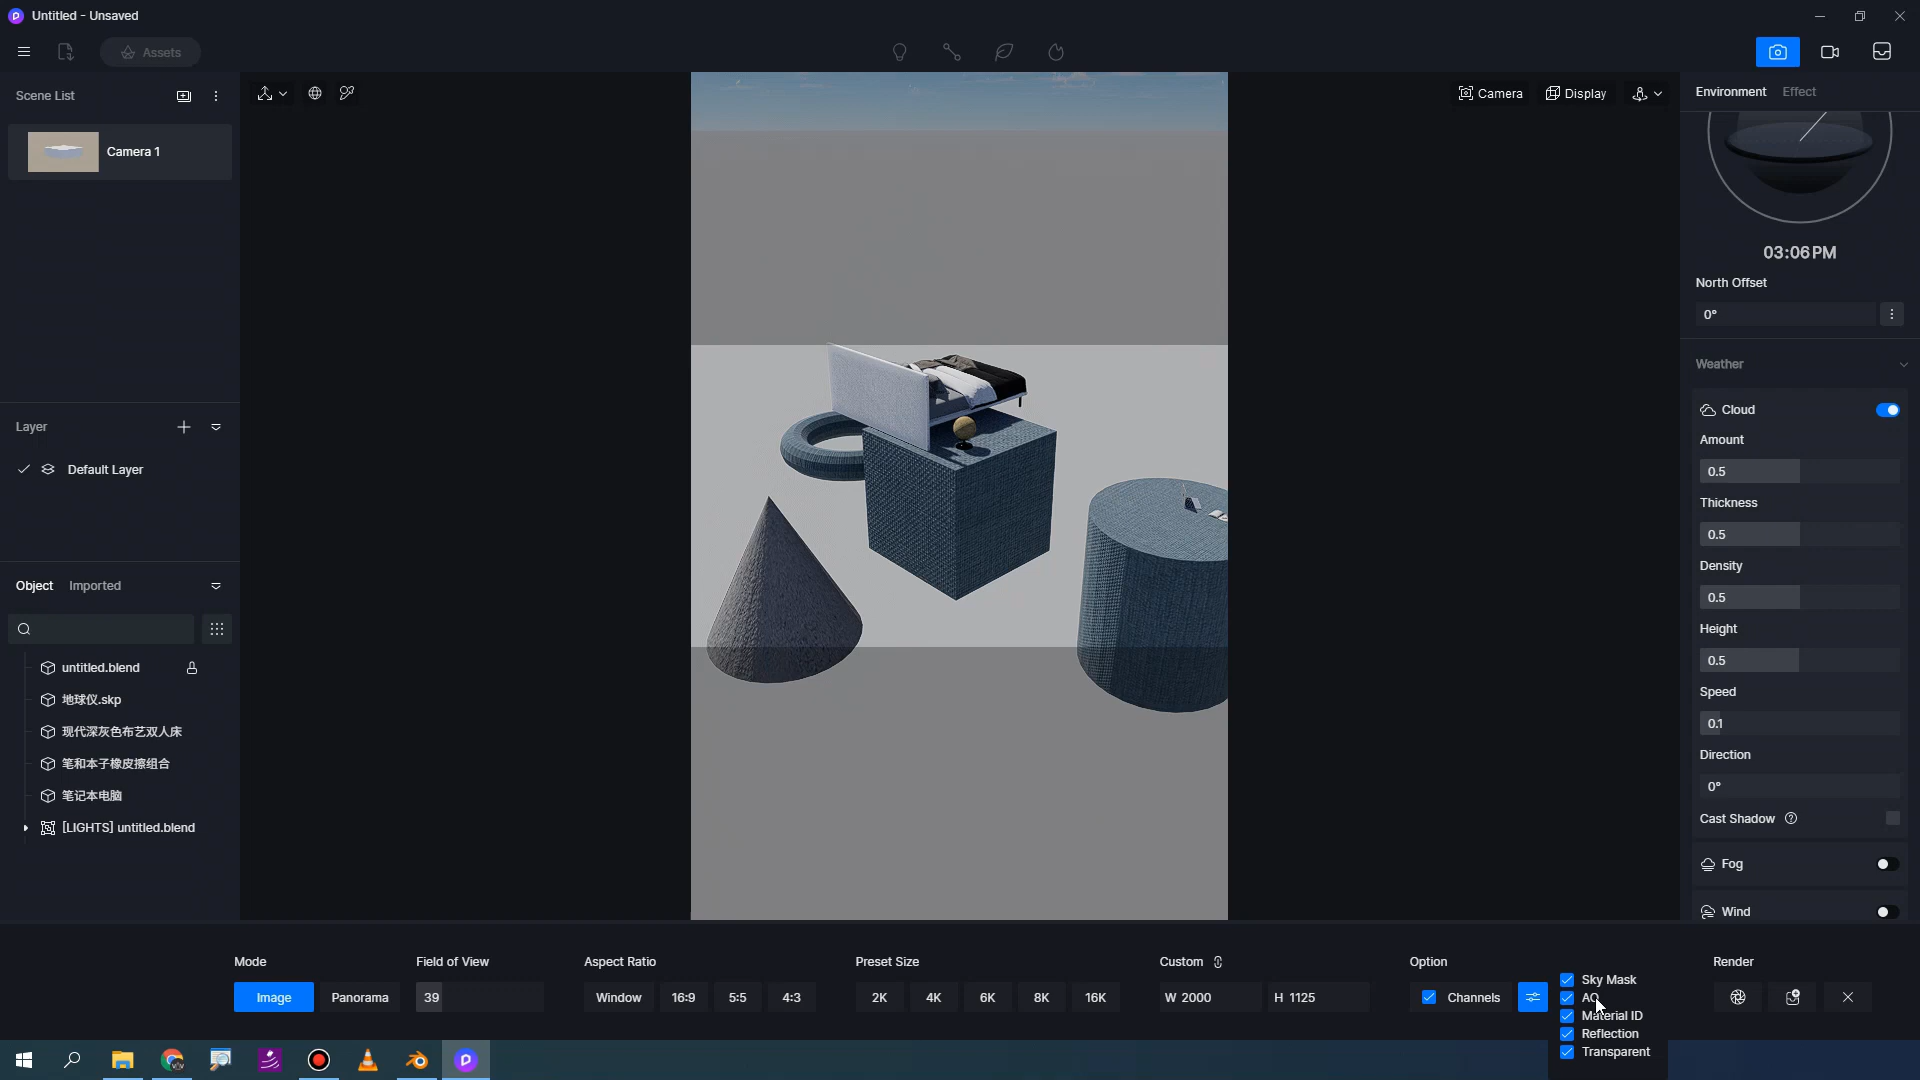 Untitled - Unsaved
Assets
Scene List
Camera 1
Layer
Default Layer
Object Imported
untitled.blend
地球仪.skp
现代深灰色布艺双人床
笔和本子橡皮擦组合
笔记本电脑
[LIGHTS] untitled.blend
Camera Display
Environment Effect
03:06PM
North Offset
0°
Weather
Cloud
Amount
0.5
Thickness
0.5
Density
0.5
Height
0.5
Speed
0.1
Direction
0°
Cast Shadow
Fog
Wind
Mode Field of View Aspect Ratio Preset Size Custom Option Render
Image Panorama 39 Window 16:9 5:5 4:3 2K 4K 6K 8K 16K W 2000 H 1125 Channels
Sky Mask
AO
Material ID
Reflection
Transparent